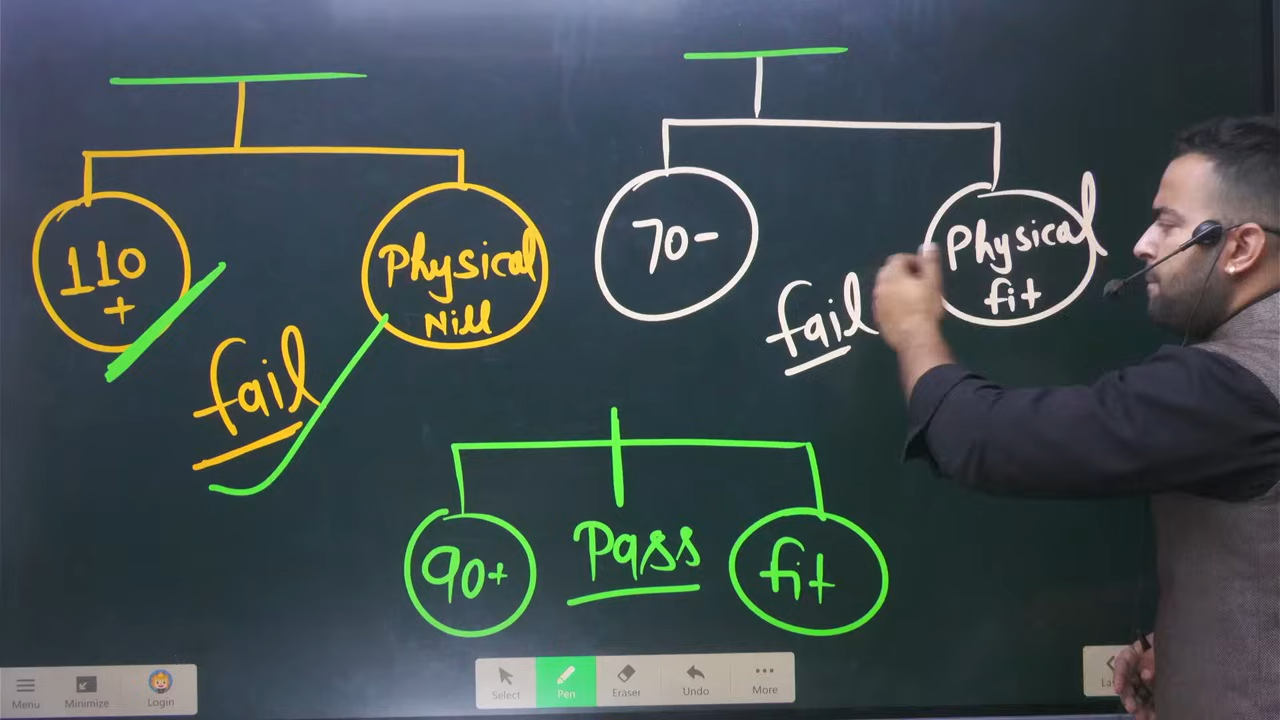 110
+
Physical
Nill
fail
70-
Physical
fit
fail
90+
Pass
fit
Menu
Minimize
Login
Select
Pen
Eraser
Undo
More